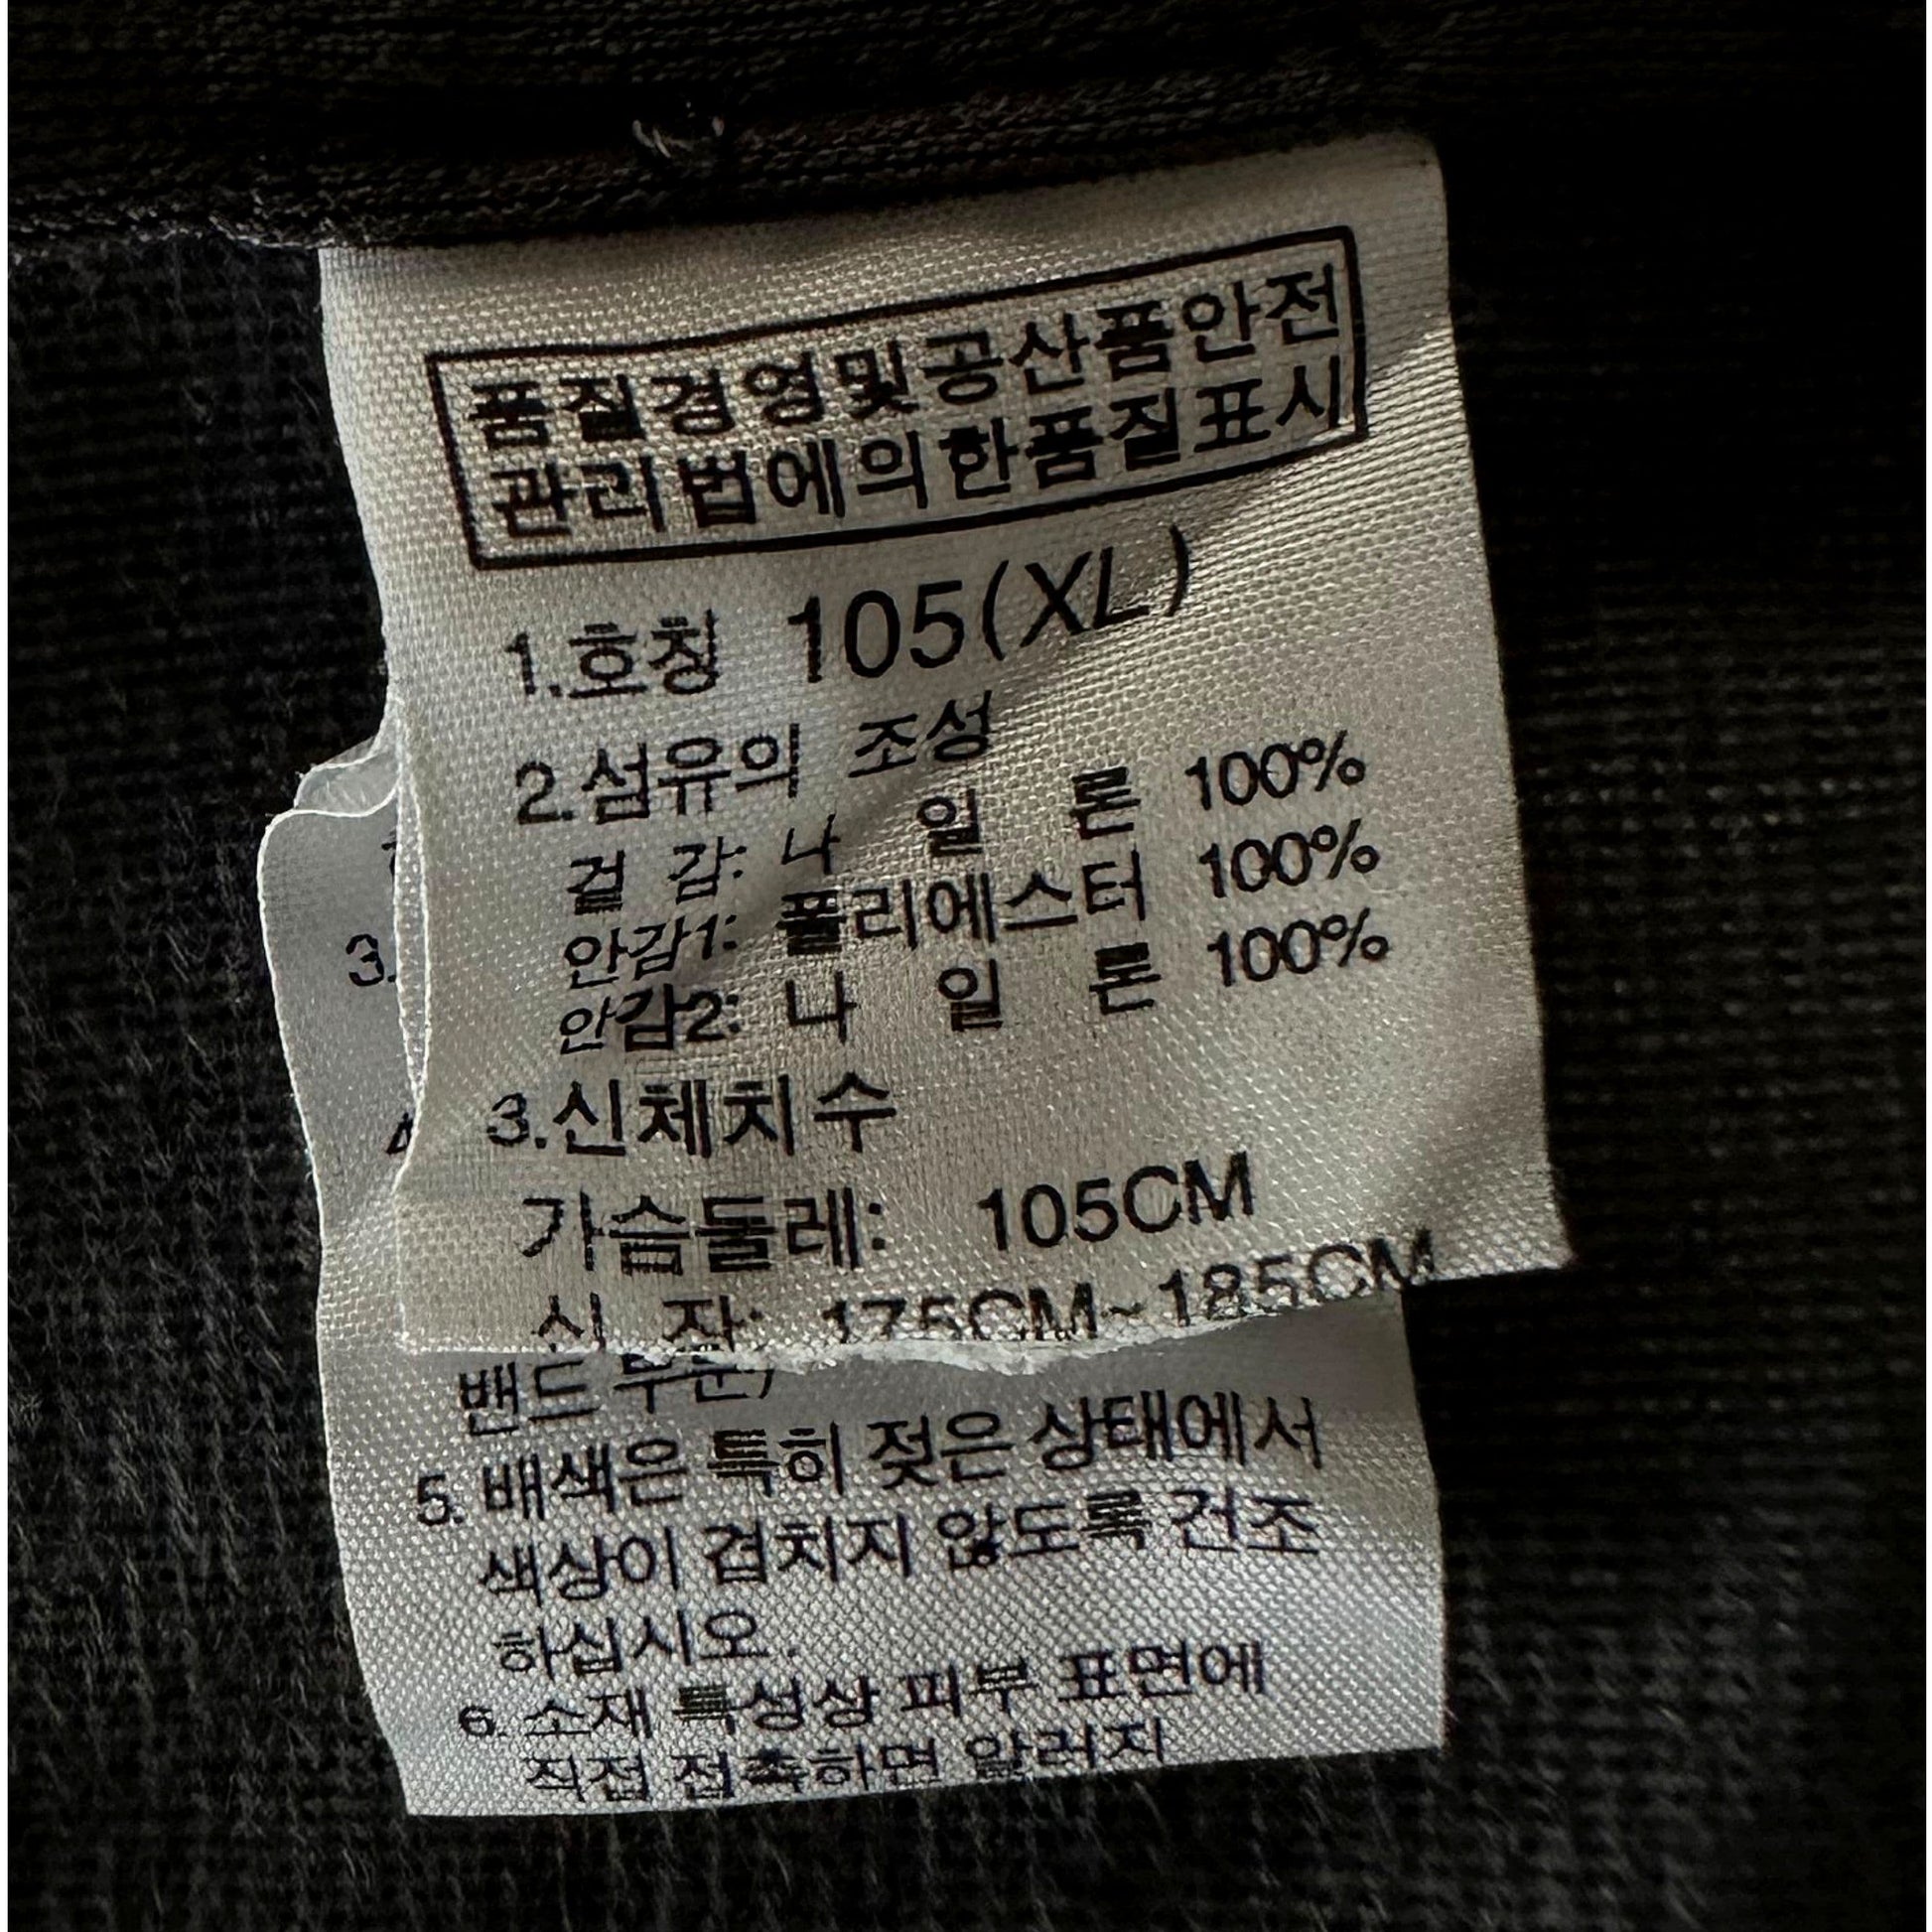 품질경영및공산품안전
관리법에의한품질표시
1.호칭 105(XL)
2.섬유의 조성
겉 감: 나 일 론 100%
안감1: 폴리에스터 100%
안감2: 나 일 론 100%
3.신체치수
가슴둘레: 105CM
신 장: 175CM~185CM
3.
밴드 부분)
5. 배색은 특히 젖은 상태에서
색상이 겹치지 않도록 건조
하십시오.
6. 소재 특성상 피부 표면에
직접 접촉하면 알러지